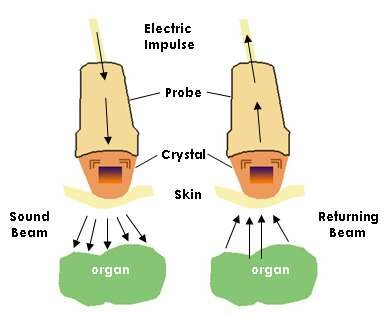 Electric
Impulse
Probe
Crystal
Skin
Sound
Beam
Returning
Beam
organ
organ